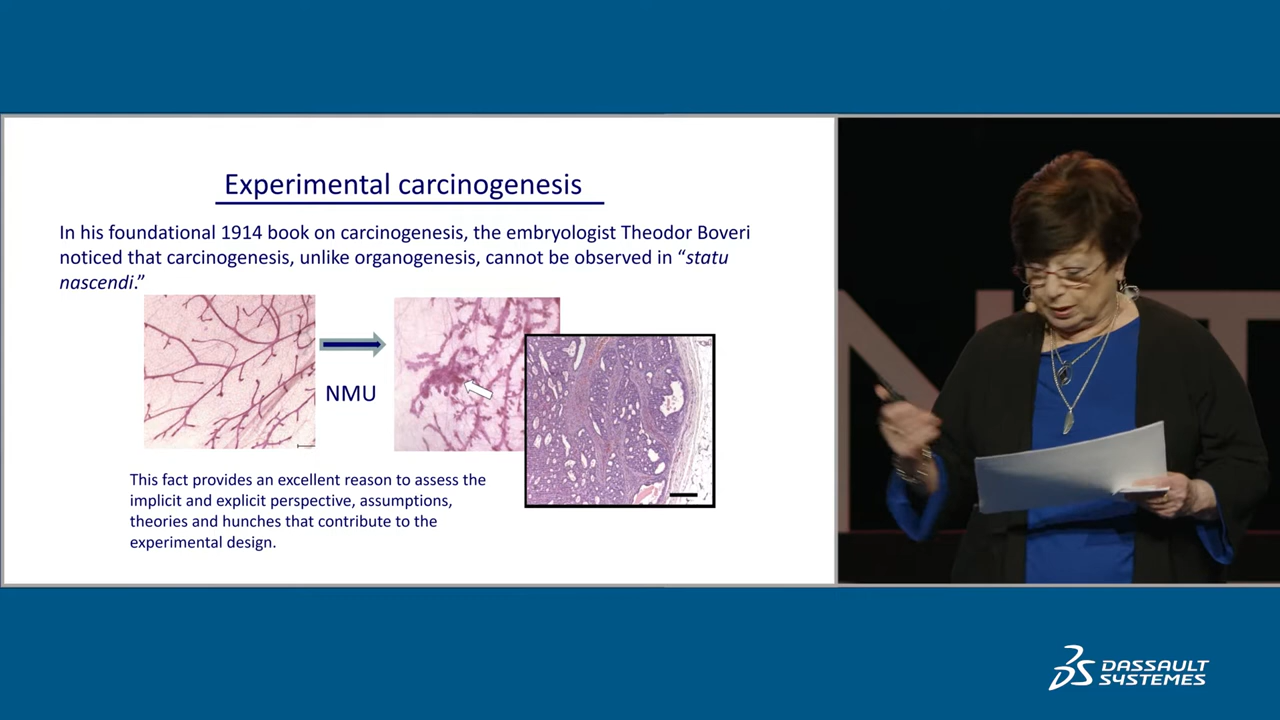 Experimental carcinogenesis
In his foundational 1914 book on carcinogenesis, the embryologist Theodor Boveri
noticed that carcinogenesis, unlike organogenesis, cannot be observed in “statu
nascendi.”
NMU
This fact provides an excellent reason to assess the
implicit and explicit perspective, assumptions,
theories and hunches that contribute to the
experimental design.
DASSAULT
SYSTEMES